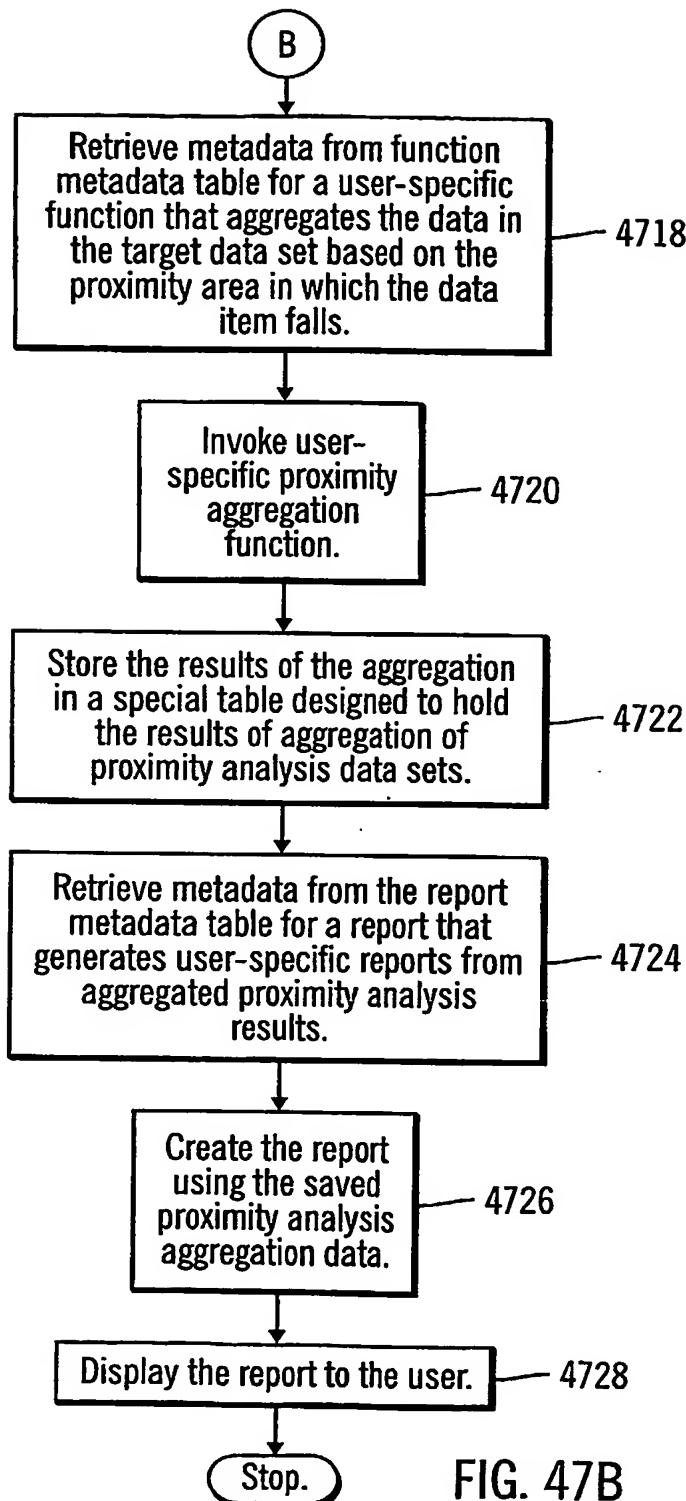 B
Retrieve metadata from function
metadata table for a user-specific
function that aggregates the data in
the target data set based on the
proximity area in which the data
item falls.
4718
Invoke user-
specific proximity
aggregation
function.
4720
Store the results of the aggregation
in a special table designed to hold
the results of aggregation of
proximity analysis data sets.
4722
Retrieve metadata from the report
metadata table for a report that
generates user-specific reports from
aggregated proximity analysis
results.
4724
Create the report
using the saved
proximity analysis
aggregation data.
4726
Display the report to the user.
4728
Stop.
FIG. 47B